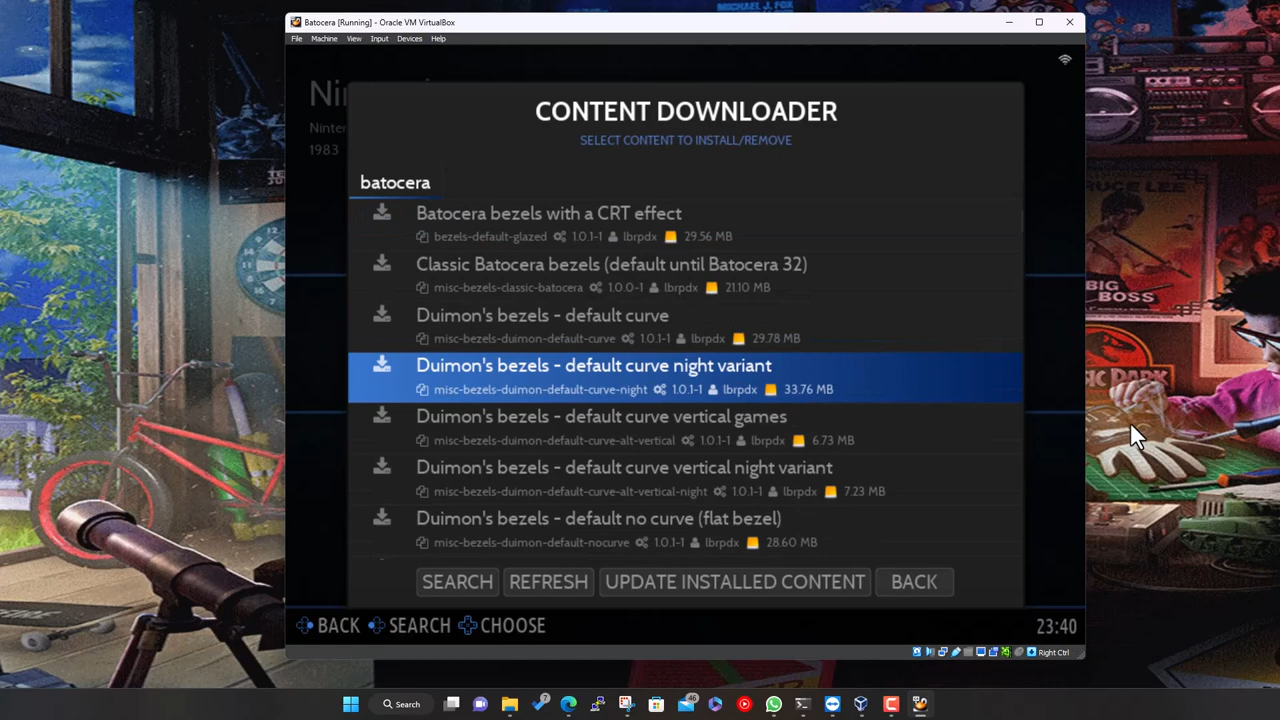 Batocera [Running] - Oracle VM VirtualBox
File Machine View Input Devices Help
MICHAEL J. FOX
CONTENT DOWNLOADER
SELECT CONTENT TO INSTALL/REMOVE
1983
batocera
Batocera bezels with a CRT effect
bezels-default-glazed 1.0.1-1 lbrpdx 29.56 MB
Classic Batocera bezels (default until Batocera 32)
misc-bezels-classic-batocera 1.0.0-1 lbrpdx 21.10 MB
Duimon's bezels - default curve
misc-bezels-duimon-default-curve 1.0.1-1 lbrpdx 29.78 MB
Duimon's bezels - default curve night variant
misc-bezels-duimon-default-curve-night 1.0.1-1 lbrpdx 33.76 MB
Duimon's bezels - default curve vertical games
misc-bezels-duimon-default-curve-alt-vertical 1.0.1-1 lbrpdx 6.73 MB
Duimon's bezels - default curve vertical night variant
misc-bezels-duimon-default-curve-alt-vertical-night 1.0.1-1 lbrpdx 7.23 MB
Duimon's bezels - default no curve (flat bezel)
misc-bezels-duimon-default-nocurve 1.0.1-1 lbrpdx 28.60 MB
SEARCH REFRESH UPDATE INSTALLED CONTENT BACK
BACK SEARCH CHOOSE 23:40
Right Ctrl
BRUCE LEE
BIG
BOSS
Search
7
46